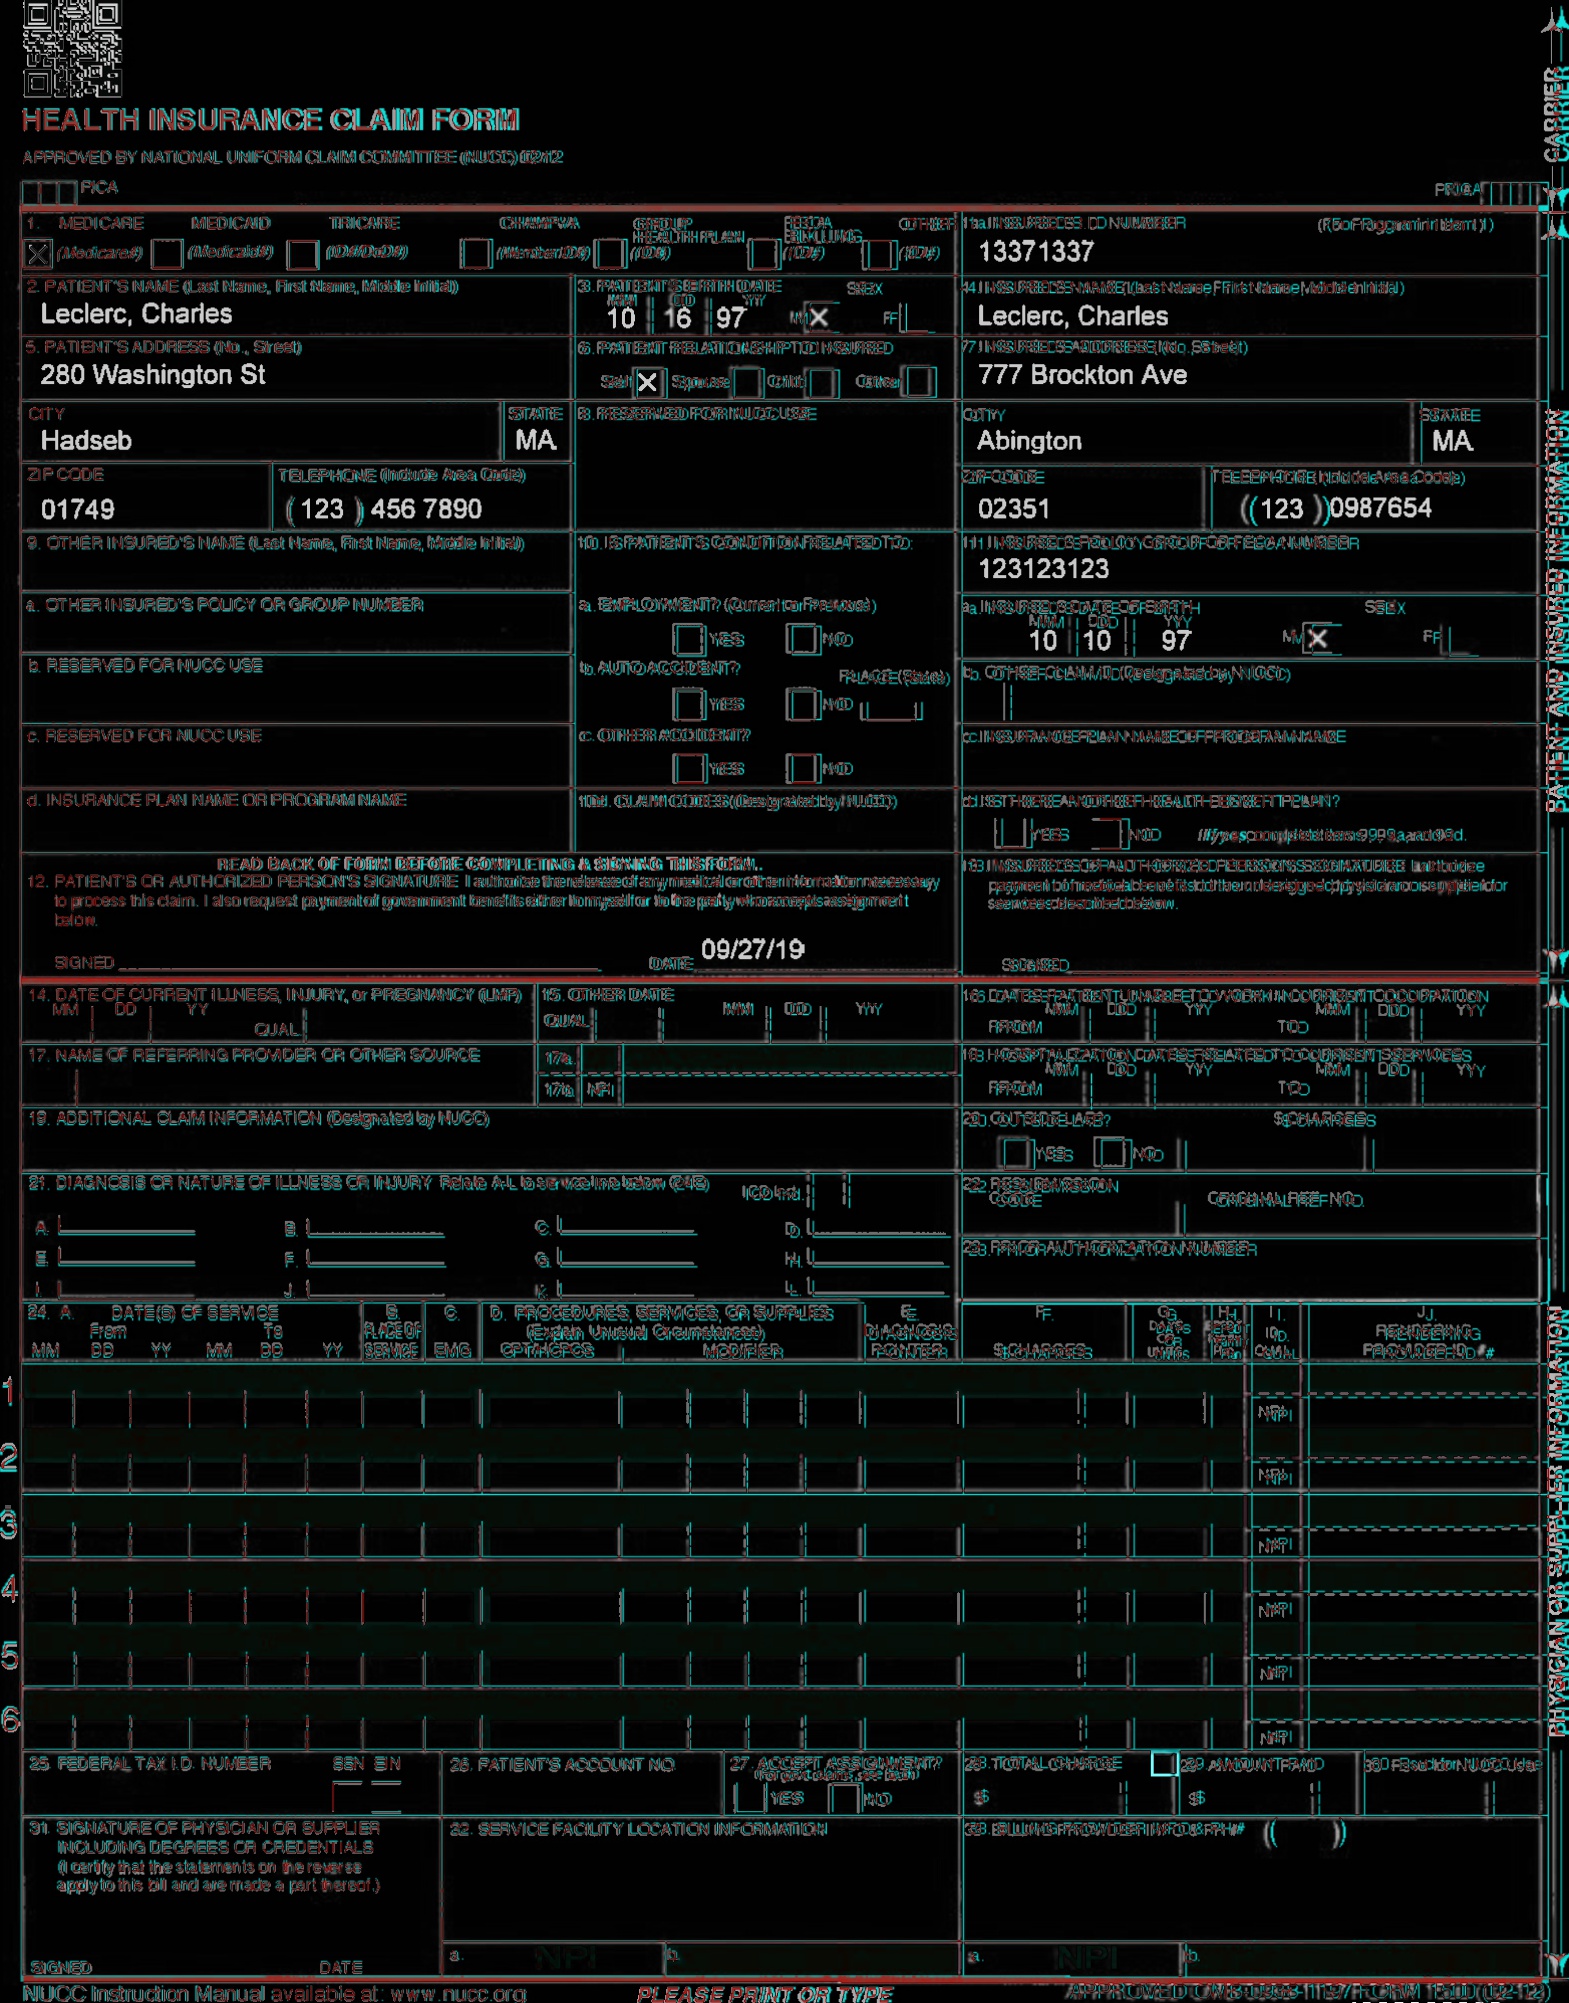 HEALTH INSURANCE CLAIM FORM
APPROVED BY NATIONAL UNIFORM CLAIM COMMITTEE (NUCC) 02/12
PICA
PICA
CARRIER
1. MEDICARE MEDICAID TRICARE CHAMPVA GROUP HEALTH PLAN FECA BLK LUNG OTHER
(Medicare#) (Medicaid#) (ID#/DoD#) (Member ID#) (ID#) (ID#) (ID#)
1a. INSURED'S I.D. NUMBER (For Program in Item 1)
13371337
2. PATIENT'S NAME (Last Name, First Name, Middle Initial)
Leclerc, Charles
3. PATIENT'S BIRTH DATE SEX
MM DD YY
10 16 97 M X F
4. INSURED'S NAME (Last Name, First Name, Middle Initial)
Leclerc, Charles
5. PATIENT'S ADDRESS (No., Street)
280 Washington St
6. PATIENT RELATIONSHIP TO INSURED
Self X Spouse Child Other
7. INSURED'S ADDRESS (No., Street)
777 Brockton Ave
CITY STATE
Hadseb MA
8. RESERVED FOR NUCC USE
CITY STATE
Abington MA
ZIP CODE TELEPHONE (Include Area Code)
01749 (123) 456 7890
ZIP CODE TELEPHONE (Include Area Code)
02351 (123) 0987654
9. OTHER INSURED'S NAME (Last Name, First Name, Middle Initial)
10. IS PATIENT'S CONDITION RELATED TO:
11. INSURED'S POLICY GROUP OR FECA NUMBER
123123123
a. OTHER INSURED'S POLICY OR GROUP NUMBER
a. EMPLOYMENT? (Current or Previous)
YES NO
a. INSURED'S DATE OF BIRTH SEX
MM DD YY
10 10 97 M X F
b. RESERVED FOR NUCC USE
b. AUTO ACCIDENT? PLACE (State)
YES NO
b. OTHER CLAIM ID (Designated by NUCC)
c. RESERVED FOR NUCC USE
c. OTHER ACCIDENT?
YES NO
c. INSURANCE PLAN NAME OR PROGRAM NAME
d. INSURANCE PLAN NAME OR PROGRAM NAME
10d. CLAIM CODES (Designated by NUCC)
d. IS THERE ANOTHER HEALTH BENEFIT PLAN?
YES NO If yes, complete items 9, 9a, and 9d.
READ BACK OF FORM BEFORE COMPLETING & SIGNING THIS FORM.
12. PATIENT'S OR AUTHORIZED PERSON'S SIGNATURE I authorize the release of any medical or other information necessary
to process this claim. I also request payment of government benefits either to myself or to the party who accepts assignment
below.
SIGNED DATE 09/27/19
13. INSURED'S OR AUTHORIZED PERSON'S SIGNATURE I authorize
payment of medical benefits to the undersigned physician or supplier for
services described below.
SIGNED
PATIENT AND INSURED INFORMATION
14. DATE OF CURRENT ILLNESS, INJURY, or PREGNANCY (LMP)
MM DD YY
QUAL.
15. OTHER DATE
QUAL. MM DD YY
16. DATES PATIENT UNABLE TO WORK IN CURRENT OCCUPATION
MM DD YY MM DD YY
FROM TO
17. NAME OF REFERRING PROVIDER OR OTHER SOURCE
17a.
17b. NPI
18. HOSPITALIZATION DATES RELATED TO CURRENT SERVICES
MM DD YY MM DD YY
FROM TO
19. ADDITIONAL CLAIM INFORMATION (Designated by NUCC)
20. OUTSIDE LAB? $ CHARGES
YES NO
21. DIAGNOSIS OR NATURE OF ILLNESS OR INJURY Relate A-L to service line below (24E)
ICD Ind.
A. B. C. D.
E. F. G. H.
I. J. K. L.
22. RESUBMISSION CODE ORIGINAL REF. NO.
23. PRIOR AUTHORIZATION NUMBER
24. A. DATE(S) OF SERVICE
From To
MM DD YY MM DD YY
B. PLACE OF SERVICE
C. EMG
D. PROCEDURES, SERVICES, OR SUPPLIES
(Explain Unusual Circumstances)
CPT/HCPCS MODIFIER
E. DIAGNOSIS POINTER
F. $ CHARGES
G. DAYS OR UNITS
H. EPSDT Family Plan
I. ID. QUAL.
J. RENDERING PROVIDER ID. #
1 NPI
2 NPI
3 NPI
4 NPI
5 NPI
6 NPI
PHYSICIAN OR SUPPLIER INFORMATION
25. FEDERAL TAX I.D. NUMBER SSN EIN
26. PATIENT'S ACCOUNT NO.
27. ACCEPT ASSIGNMENT?
(For govt. claims, see back)
YES NO
28. TOTAL CHARGE
$
29. AMOUNT PAID
$
30. Rsvd for NUCC Use
31. SIGNATURE OF PHYSICIAN OR SUPPLIER
INCLUDING DEGREES OR CREDENTIALS
(I certify that the statements on the reverse
apply to this bill and are made a part thereof.)
SIGNED DATE
32. SERVICE FACILITY LOCATION INFORMATION
a. NPI b.
33. BILLING PROVIDER INFO & PH # ( )
a. NPI b.
NUCC Instruction Manual available at: www.nucc.org
PLEASE PRINT OR TYPE
APPROVED OMB-0938-1197 FORM 1500 (02-12)